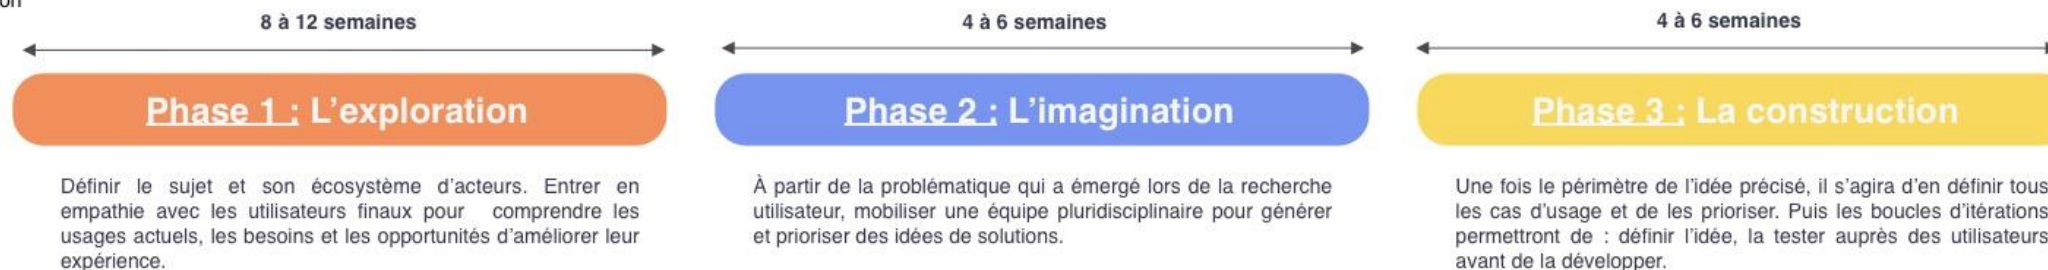 on
8 à 12 semaines
4 à 6 semaines
4 à 6 semaines
Phase 1 : L’exploration
Phase 2 : L’imagination
Phase 3 : La construction
Définir le sujet et son écosystème d’acteurs. Entrer en
empathie avec les utilisateurs finaux pour comprendre les
usages actuels, les besoins et les opportunités d’améliorer leur
expérience.
À partir de la problématique qui a émergé lors de la recherche
utilisateur, mobiliser une équipe pluridisciplinaire pour générer
et prioriser des idées de solutions.
Une fois le périmètre de l’idée précisé, il s’agira d’en définir tous
les cas d’usage et de les prioriser. Puis les boucles d’itérations
permettront de : définir l’idée, la tester auprès des utilisateurs
avant de la développer.